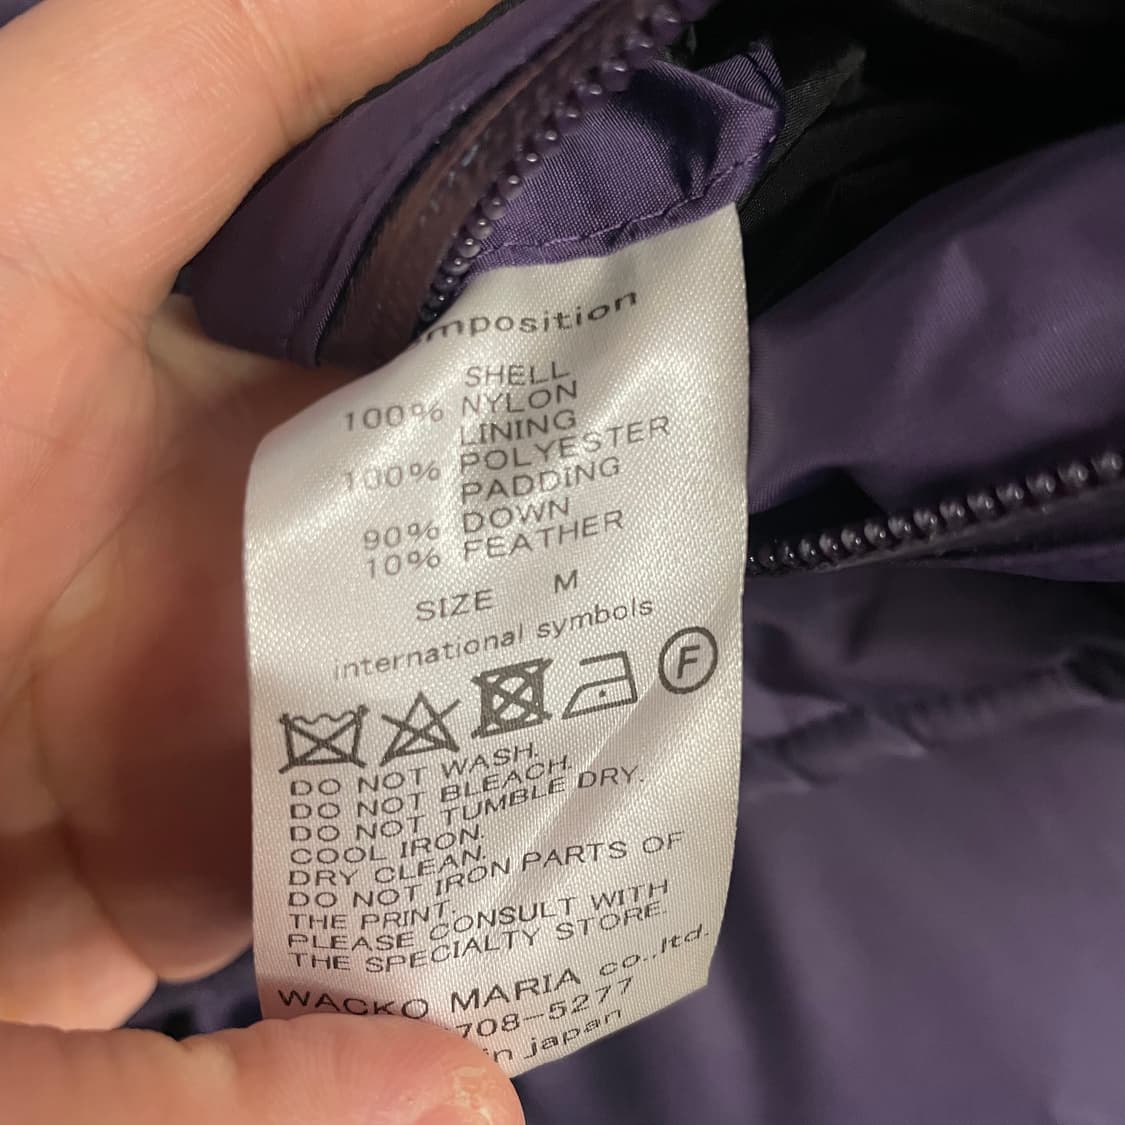 mposition
SHELL
100% NYLON
LINING
100% POLYESTER
PADDING
90% DOWN
10% FEATHER
SIZE M
international symbols
F
DO NOT WASH.
DO NOT BLEACH.
DO NOT TUMBLE DRY.
COOL IRON.
DRY CLEAN.
DO NOT IRON PARTS OF
THE PRINT.
PLEASE CONSULT WITH
THE SPECIALTY STORE.
WACKO MARIA co.,ltd.
708-5277
in japan